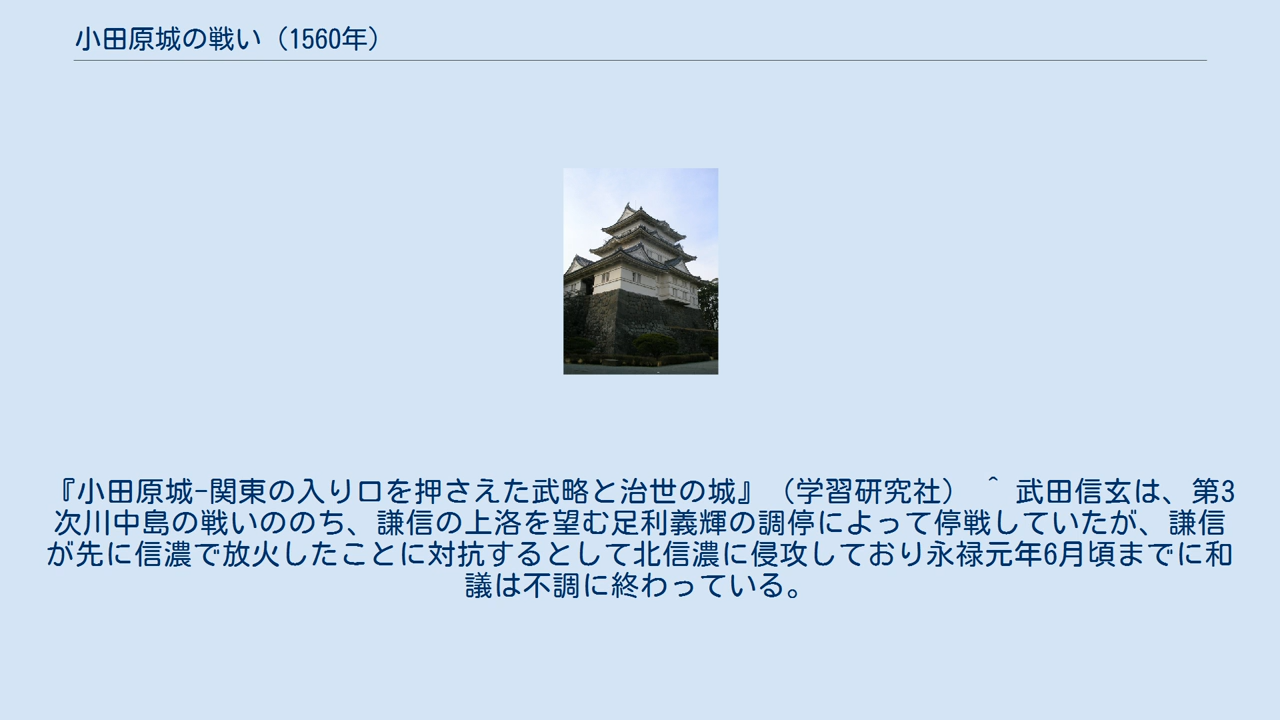 小田原城の戦い（1560年）
『小田原城-関東の入り口を押さえた武略と治世の城』（学習研究社） ^ 武田信玄は、第3
次川中島の戦いののち、謙信の上洛を望む足利義輝の調停によって停戦していたが、謙信
が先に信濃で放火したことに対抗するとして北信濃に侵攻しており永禄元年6月頃までに和
議は不調に終わっている。